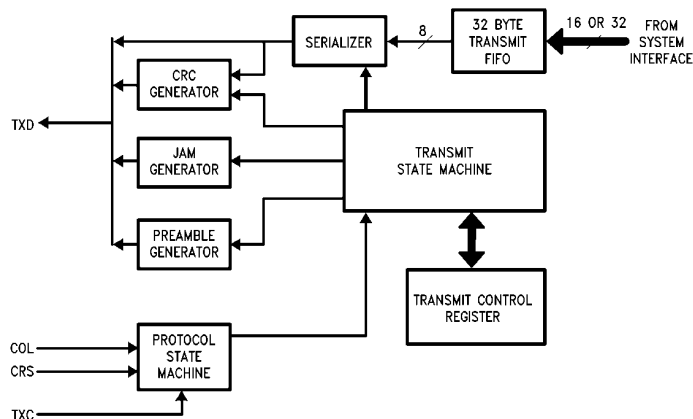 SERIALIZER
8
32 BYTE
TRANSMIT
FIFO
16 OR 32
FROM
SYSTEM
INTERFACE
CRC
GENERATOR
TXD
JAM
GENERATOR
TRANSMIT
STATE MACHINE
PREAMBLE
GENERATOR
TRANSMIT CONTROL
REGISTER
COL
CRS
PROTOCOL
STATE
MACHINE
TXC